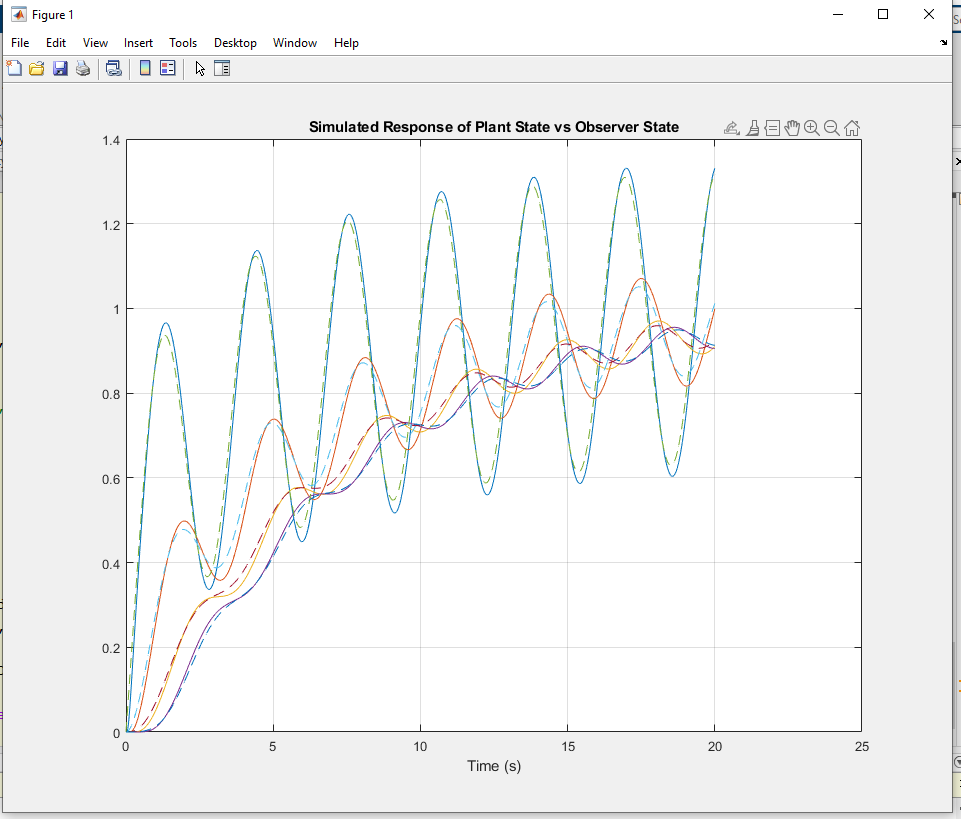 Figure 1
File Edit View Insert Tools Desktop Window Help
Simulated Response of Plant State vs Observer State
1.4
1.2
1
0.8
0.6
0.4
0.2
0
0 5 10 15 20 25
Time (s)